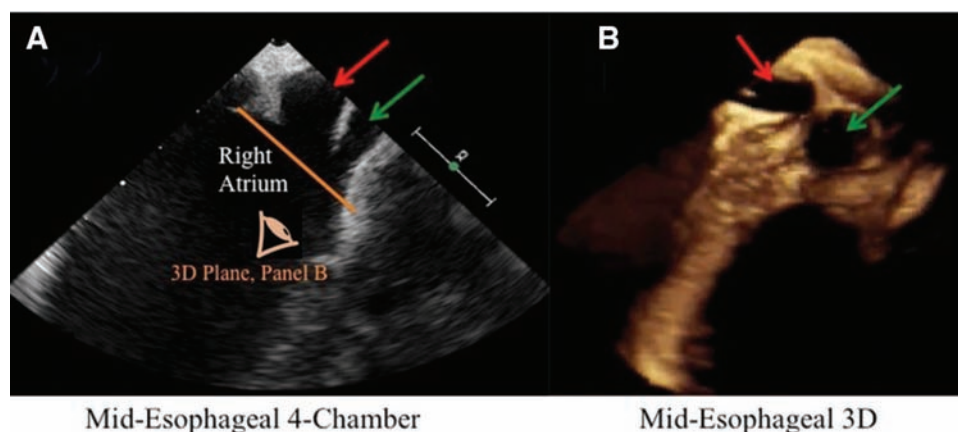 A
B
Right
Atrium
3D Plane, Panel B
Mid-Esophageal 4-Chamber
Mid-Esophageal 3D